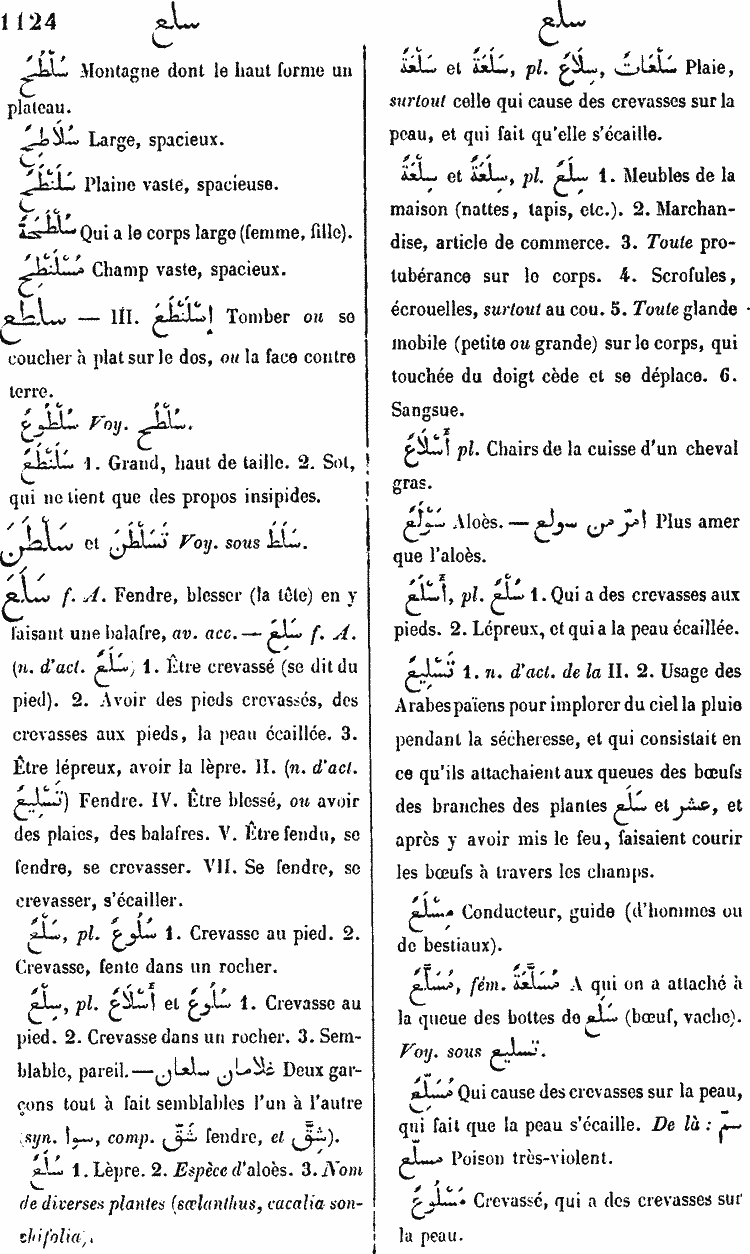 1124 سلع سلع
سُلْطُحٌ Montagne dont le haut forme un
plateau.
سُلَاطِحٌ Large, spacieux.
سَلَنْطَحٌ Plaine vaste, spacieuse.
سَلْطَحَةٌ Qui a le corps large (femme, fille).
مُسْلَنْطِحٌ Champ vaste, spacieux.
سلطع — III. إِسْلَنْطَعَ Tomber ou se
coucher à plat sur le dos, ou la face contre
terre.
سُلْطُوعٌ Voy. سُلْطُحٌ.
سَلَنْطَعٌ 1. Grand, haut de taille. 2. Sot,
qui ne tient que des propos insipides.
سَلْطَنَ et تَسَلْطَنَ Voy. sous سَلَطَ.
سَلَعَ f. A. Fendre, blesser (la tête) en y
faisant une balafre, av. acc. — سَلِعَ f. A.
(n. d'act. سَلَعٌ) 1. Être crevassé (se dit du
pied). 2. Avoir des pieds crevassés, des
crevasses aux pieds, la peau écaillée. 3.
Être lépreux, avoir la lèpre. II. (n. d'act.
تَسْلِيعٌ) Fendre. IV. Être blessé, ou avoir
des plaies, des balafres. V. Être fendu, se
fendre, se crevasser. VII. Se fendre, se
crevasser, s'écailler.
سَلْعٌ, pl. سُلُوعٌ 1. Crevasse au pied. 2.
Crevasse, fente dans un rocher.
سِلْعٌ, pl. أَسْلَاعٌ et سُلُوعٌ 1. Crevasse au
pied. 2. Crevasse dans un rocher. 3. Sem-
blable, pareil. — غلامان سلعان Deux gar-
çons tout à fait semblables l'un à l'autre
(syn. سوا, comp. شَقَّ fendre, et شِقٌّ).
سَلَعٌ 1. Lèpre. 2. Espèce d'aloès. 3. Nom
de diverses plantes (sœlanthus, cacalia son-
chifolia).
سَلْعَةٌ et سَلَعَةٌ, pl. سِلَاعٌ, سَلَعَاتٌ Plaie,
surtout celle qui cause des crevasses sur la
peau, et qui fait qu'elle s'écaille.
سِلْعَةٌ et سِلَعَةٌ, pl. سِلَعٌ 1. Meubles de la
maison (nattes, tapis, etc.). 2. Marchan-
dise, article de commerce. 3. Toute pro-
tubérance sur le corps. 4. Scrofules,
écrouelles, surtout au cou. 5. Toute glande
mobile (petite ou grande) sur le corps, qui
touchée du doigt cède et se déplace. 6.
Sangsue.
أَسْلَاعٌ pl. Chairs de la cuisse d'un cheval
gras.
سَوْلَعٌ Aloès. — امرّ من سولع Plus amer
que l'aloès.
أَسْلَعُ, pl. سُلْعٌ 1. Qui a des crevasses aux
pieds. 2. Lépreux, et qui a la peau écaillée.
تَسْلِيعٌ 1. n. d'act. de la II. 2. Usage des
Arabes païens pour implorer du ciel la pluie
pendant la sécheresse, et qui consistait en
ce qu'ils attachaient aux queues des bœufs
des branches des plantes سَلَع et عشر, et
après y avoir mis le feu, faisaient courir
les bœufs à travers les champs.
مِسْلَعٌ Conducteur, guide (d'hommes ou
de bestiaux).
مُسَلَّعٌ, fém. مُسَلَّعَةٌ A qui on a attaché à
la queue des bottes de سَلَع (bœuf, vache).
Voy. sous تسليع.
مُسَلِّعٌ Qui cause des crevasses sur la peau,
qui fait que la peau s'écaille. De là : سمّ
مسلع Poison très-violent.
مَسْلُوعٌ Crevassé, qui a des crevasses sur
la peau.